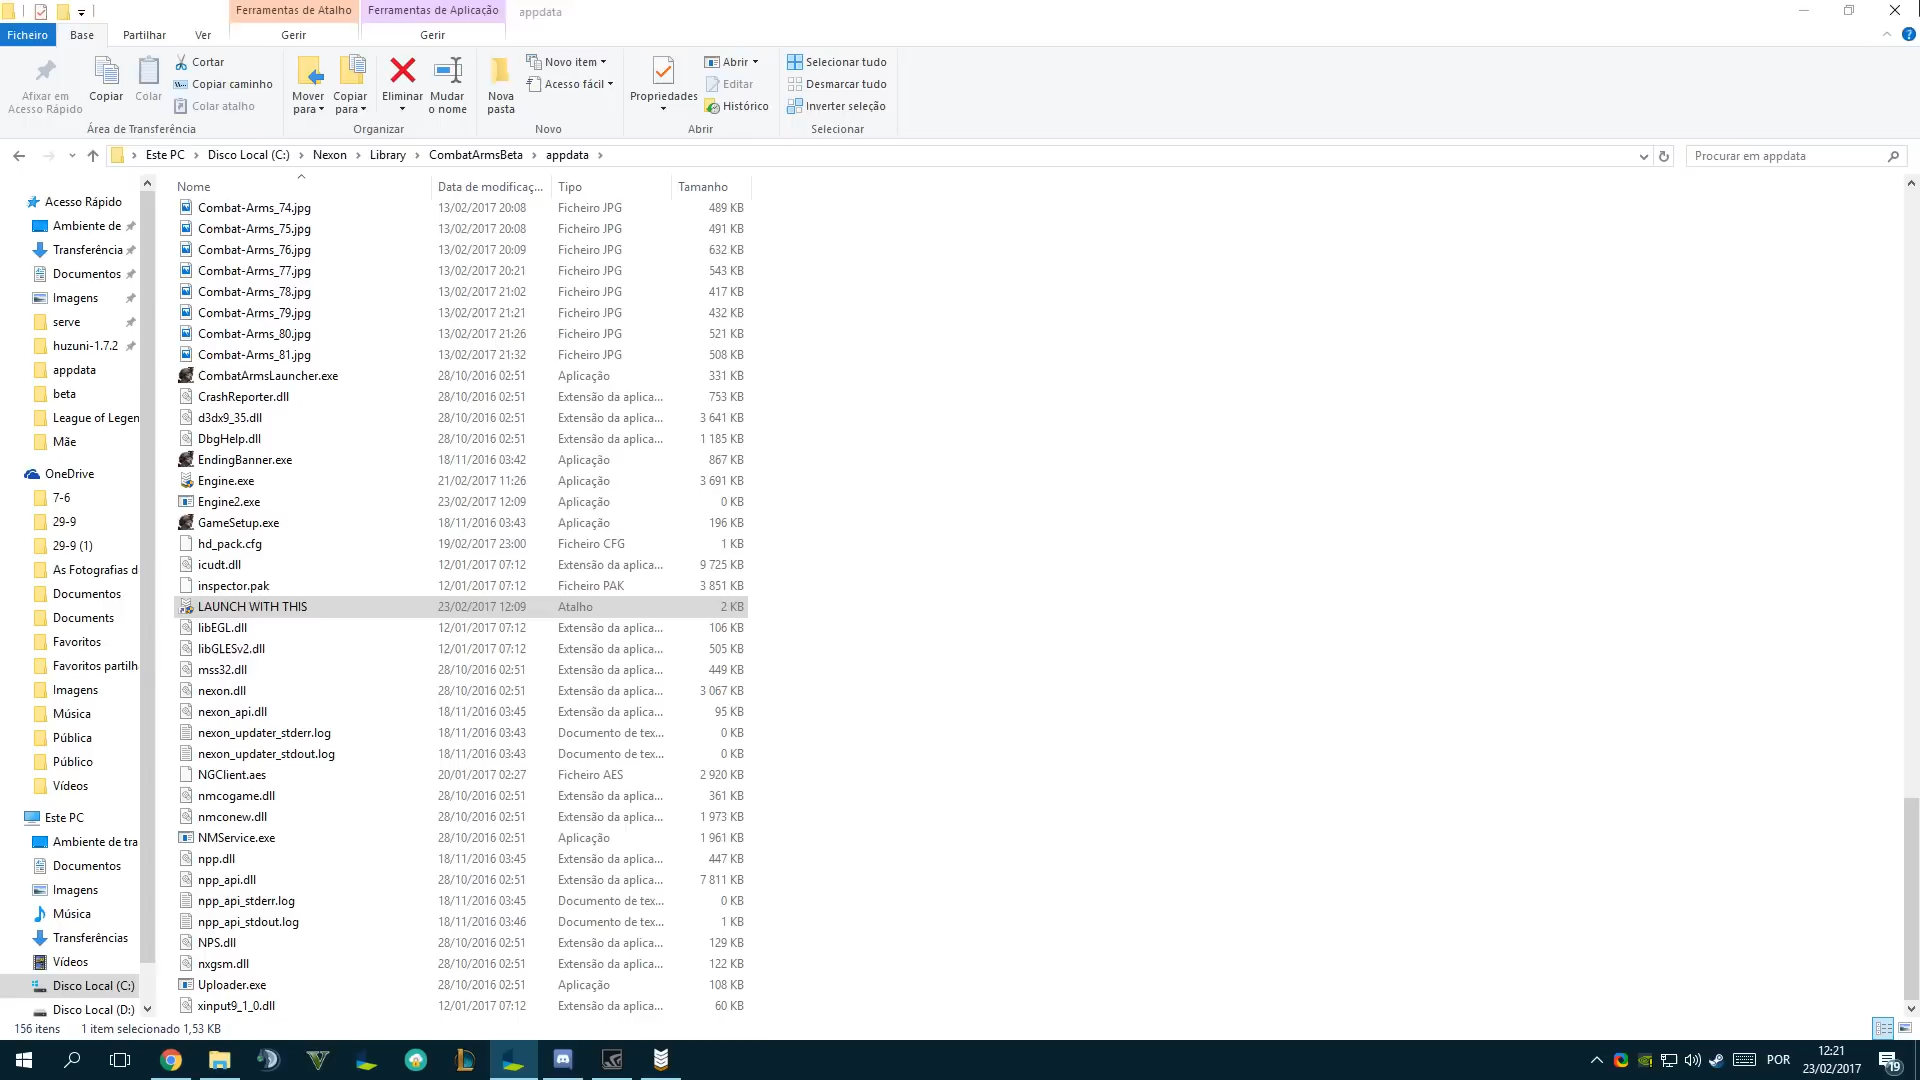 Ferramentas de Atalho
Ferramentas de Aplicação
appdata
Ficheiro
Base
Partilhar
Ver
Gerir
Gerir
Afixar em Acesso Rápido
Copiar
Colar
Cortar
Copiar caminho
Colar atalho
Área de Transferência
Mover para
Copiar para
Eliminar
Mudar o nome
Organizar
Nova pasta
Novo item
Acesso fácil
Novo
Propriedades
Abrir
Editar
Histórico
Abrir
Selecionar tudo
Desmarcar tudo
Inverter seleção
Selecionar
Este PC
Disco Local (C:)
Nexon
Library
CombatArmsBeta
appdata
Procurar em appdata
Acesso Rápido
Ambiente de
Transferência
Documentos
Imagens
serve
huzuni-1.7.2
appdata
beta
League of Legen
Mãe
OneDrive
7-6
29-9
29-9 (1)
As Fotografias d
Documentos
Documents
Favoritos
Favoritos partilh
Imagens
Música
Pública
Público
Vídeos
Este PC
Ambiente de tra
Documentos
Imagens
Música
Transferências
Vídeos
Disco Local (C:)
Disco Local (D:)
Nome Data de modificaç... Tipo Tamanho
Combat-Arms_74.jpg 13/02/2017 20:08 Ficheiro JPG 489 KB
Combat-Arms_75.jpg 13/02/2017 20:08 Ficheiro JPG 491 KB
Combat-Arms_76.jpg 13/02/2017 20:09 Ficheiro JPG 632 KB
Combat-Arms_77.jpg 13/02/2017 20:21 Ficheiro JPG 543 KB
Combat-Arms_78.jpg 13/02/2017 21:02 Ficheiro JPG 417 KB
Combat-Arms_79.jpg 13/02/2017 21:21 Ficheiro JPG 432 KB
Combat-Arms_80.jpg 13/02/2017 21:26 Ficheiro JPG 521 KB
Combat-Arms_81.jpg 13/02/2017 21:32 Ficheiro JPG 508 KB
CombatArmsLauncher.exe 28/10/2016 02:51 Aplicação 331 KB
CrashReporter.dll 28/10/2016 02:51 Extensão da aplica... 753 KB
d3dx9_35.dll 28/10/2016 02:51 Extensão da aplica... 3 641 KB
DbgHelp.dll 28/10/2016 02:51 Extensão da aplica... 1 185 KB
EndingBanner.exe 18/11/2016 03:42 Aplicação 867 KB
Engine.exe 21/02/2017 11:26 Aplicação 3 691 KB
Engine2.exe 23/02/2017 12:09 Aplicação 0 KB
GameSetup.exe 18/11/2016 03:43 Aplicação 196 KB
hd_pack.cfg 19/02/2017 23:00 Ficheiro CFG 1 KB
icudt.dll 12/01/2017 07:12 Extensão da aplica... 9 725 KB
inspector.pak 12/01/2017 07:12 Ficheiro PAK 3 851 KB
LAUNCH WITH THIS 23/02/2017 12:09 Atalho 2 KB
libEGL.dll 12/01/2017 07:12 Extensão da aplica... 106 KB
libGLESv2.dll 12/01/2017 07:12 Extensão da aplica... 505 KB
mss32.dll 28/10/2016 02:51 Extensão da aplica... 449 KB
nexon.dll 28/10/2016 02:51 Extensão da aplica... 3 067 KB
nexon_api.dll 18/11/2016 03:45 Extensão da aplica... 95 KB
nexon_updater_stderr.log 18/11/2016 03:43 Documento de tex... 0 KB
nexon_updater_stdout.log 18/11/2016 03:43 Documento de tex... 0 KB
NGClient.aes 20/01/2017 02:27 Ficheiro AES 2 920 KB
nmcogame.dll 28/10/2016 02:51 Extensão da aplica... 361 KB
nmconew.dll 28/10/2016 02:51 Extensão da aplica... 1 973 KB
NMService.exe 28/10/2016 02:51 Aplicação 1 961 KB
npp.dll 18/11/2016 03:45 Extensão da aplica... 447 KB
npp_api.dll 28/10/2016 02:51 Extensão da aplica... 7 811 KB
npp_api_stderr.log 18/11/2016 03:45 Documento de tex... 0 KB
npp_api_stdout.log 18/11/2016 03:46 Documento de tex... 1 KB
NPS.dll 28/10/2016 02:51 Extensão da aplica... 129 KB
nxgsm.dll 28/10/2016 02:51 Extensão da aplica... 122 KB
Uploader.exe 28/10/2016 02:51 Aplicação 108 KB
xinput9_1_0.dll 12/01/2017 07:12 Extensão da aplica... 60 KB
156 itens 1 item selecionado 1,53 KB
POR
12:21
23/02/2017
19